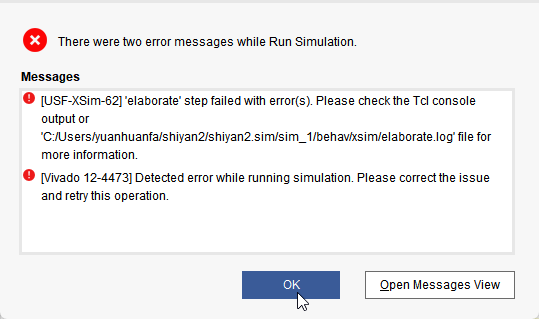 There were two error messages while Run Simulation.
Messages
[USF-XSim-62] 'elaborate' step failed with error(s). Please check the Tcl console
output or
'C:/Users/yuanhuanfa/shiyan2/shiyan2.sim/sim_1/behav/xsim/elaborate.log' file for
more information.
[Vivado 12-4473] Detected error while running simulation. Please correct the issue
and retry this operation.
OK
Open Messages View